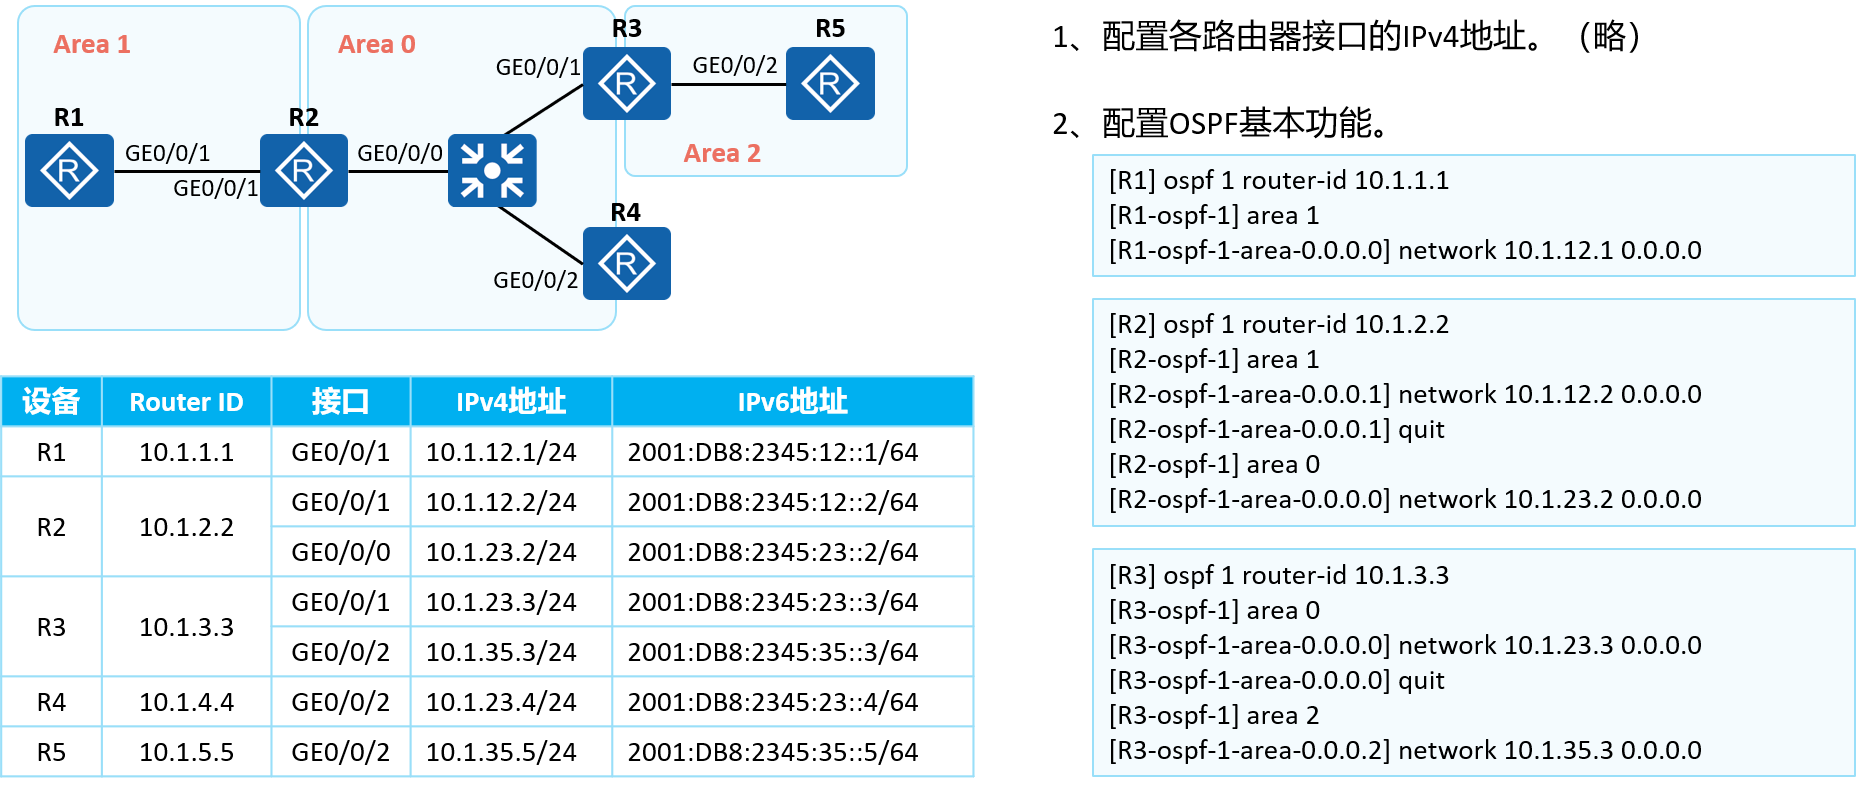 Area 1
Area 0
R3
R5
GE0/0/1
GE0/0/2
R1
R2
GE0/0/1
GE0/0/0
GE0/0/1
Area 2
R4
GE0/0/2
设备 Router ID 接口 IPv4地址 IPv6地址
R1 10.1.1.1 GE0/0/1 10.1.12.1/24 2001:DB8:2345:12::1/64
R2 10.1.2.2 GE0/0/1 10.1.12.2/24 2001:DB8:2345:12::2/64
GE0/0/0 10.1.23.2/24 2001:DB8:2345:23::2/64
R3 10.1.3.3 GE0/0/1 10.1.23.3/24 2001:DB8:2345:23::3/64
GE0/0/2 10.1.35.3/24 2001:DB8:2345:35::3/64
R4 10.1.4.4 GE0/0/2 10.1.23.4/24 2001:DB8:2345:23::4/64
R5 10.1.5.5 GE0/0/2 10.1.35.5/24 2001:DB8:2345:35::5/64
1、配置各路由器接口的IPv4地址。（略）
2、配置OSPF基本功能。
[R1] ospf 1 router-id 10.1.1.1
[R1-ospf-1] area 1
[R1-ospf-1-area-0.0.0.0] network 10.1.12.1 0.0.0.0
[R2] ospf 1 router-id 10.1.2.2
[R2-ospf-1] area 1
[R2-ospf-1-area-0.0.0.1] network 10.1.12.2 0.0.0.0
[R2-ospf-1-area-0.0.0.1] quit
[R2-ospf-1] area 0
[R2-ospf-1-area-0.0.0.0] network 10.1.23.2 0.0.0.0
[R3] ospf 1 router-id 10.1.3.3
[R3-ospf-1] area 0
[R3-ospf-1-area-0.0.0.0] network 10.1.23.3 0.0.0.0
[R3-ospf-1-area-0.0.0.0] quit
[R3-ospf-1] area 2
[R3-ospf-1-area-0.0.0.2] network 10.1.35.3 0.0.0.0